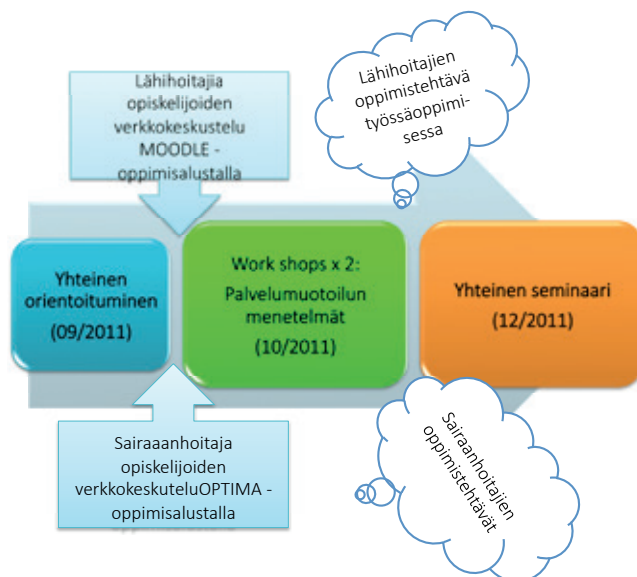 Lähihoitajia
opiskelijoiden
verkkokeskustelu
MOODLE -
oppimisalustalla
Lähihoitajien
oppimistehtävä
työssäoppimi-
sessa
Yhteinen
orientoituminen
(09/2011)
Work shops x 2:
Palvelumuotoilun
menetelmät
(10/2011)
Yhteinen seminaari
(12/2011)
Sairaaanhoitaja
opiskelijoiden
verkkokeskuteluOPTIMA -
oppimisalustalla
Sairaanhoitajien
oppimistehtävät